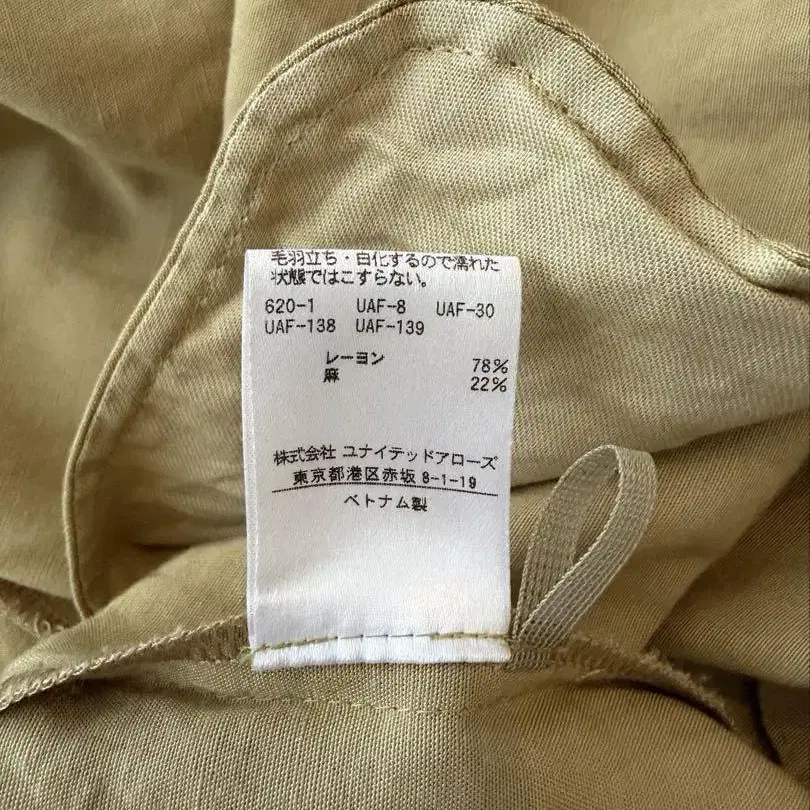 毛羽立ち・白化するので濡れた
状態ではこすらない。
620-1 UAF-8 UAF-30
UAF-138 UAF-139
レーヨン 78%
麻 22%
株式会社 ユナイテッドアローズ
東京都港区赤坂 8-1-19
ベトナム製